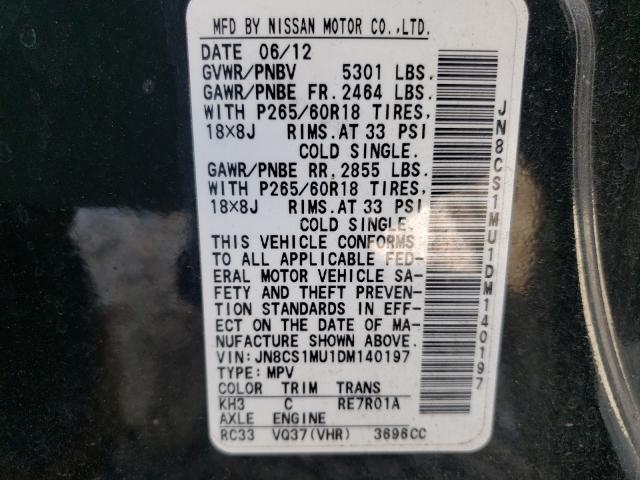 MFD BY NISSAN MOTOR CO.,LTD.
DATE 06/12
GVWR/PNBV 5301 LBS.
GAWR/PNBE FR. 2464 LBS.
WITH P265/60R18 TIRES,
18X8J RIMS.AT 33 PSI
COLD SINGLE.
GAWR/PNBE RR. 2855 LBS.
WITH P265/60R18 TIRES,
18X8J RIMS.AT 33 PSI
COLD SINGLE.
THIS VEHICLE CONFORMS
TO ALL APPLICABLE FED-
ERAL MOTOR VEHICLE SA-
FETY AND THEFT PREVEN-
TION STANDARDS IN EFF-
ECT ON THE DATE OF MA-
NUFACTURE SHOWN ABOVE.
VIN: JN8CS1MU1DM140197
TYPE: MPV
COLOR TRIM TRANS
KH3 C RE7R01A
AXLE ENGINE
RC33 VQ37(VHR) 3696CC
JN8CS1MU1DM140197